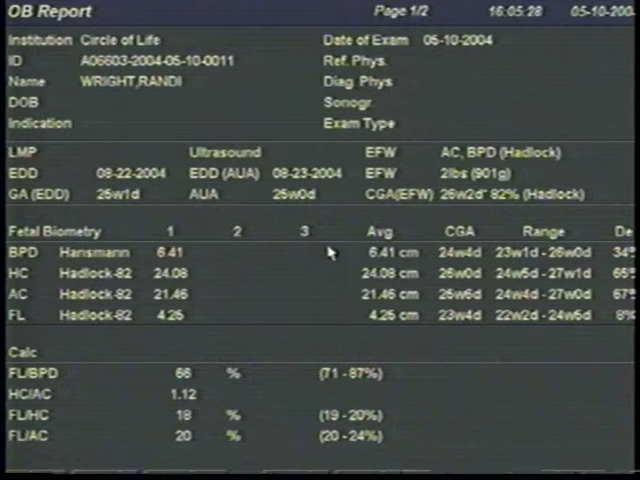 OB Report Page 1/2 16:05:28 05-10-200
Institution Circle of Life Date of Exam 05-10-2004
ID A06603-2004-05-10-0011 Ref. Phys.
Name WRIGHT,RANDI Diag. Phys
DOB Sonogr.
Indication Exam Type
LMP Ultrasound EFW AC, BPD (Hadlock)
EDD 08-22-2004 EDD (AUA) 08-23-2004 EFW 2lbs (901g)
GA (EDD) 25w1d AUA 25w0d CGA(EFW) 26w2d* 82% (Hadlock)
Fetal Biometry 1 2 3 Avg CGA Range De
BPD Hansmann 6.41 6.41 cm 24w4d 23w1d - 26w0d 34%
HC Hadlock-82 24.08 24.08 cm 26w0d 24w5d - 27w1d 65%
AC Hadlock-82 21.46 21.46 cm 25w6d 24w4d - 27w0d 67%
FL Hadlock-82 4.25 4.25 cm 23w4d 22w2d - 24w5d 8%
Calc
FL/BPD 66 % (71 - 87%)
HC/AC 1.12
FL/HC 18 % (19 - 20%)
FL/AC 20 % (20 - 24%)